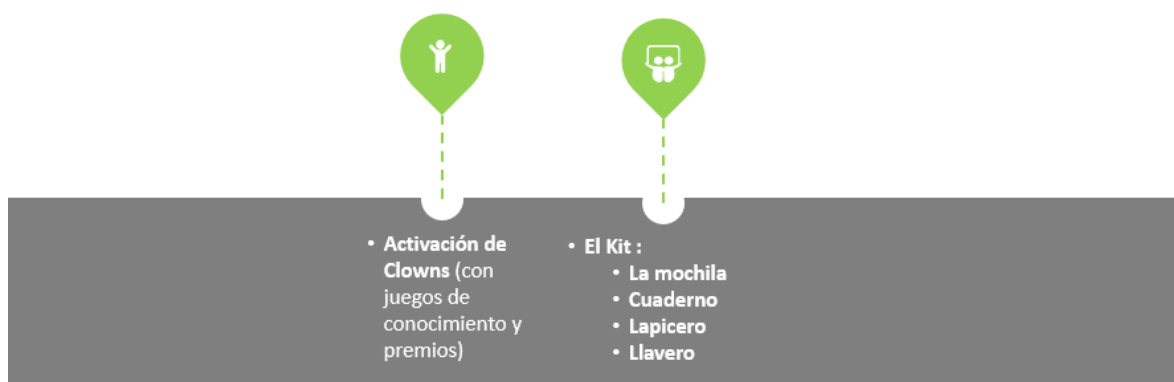 • Activación de
Clowns (con
juegos de
conocimiento y
premios)
• El Kit :
• La mochila
• Cuaderno
• Lapicero
• Llavero